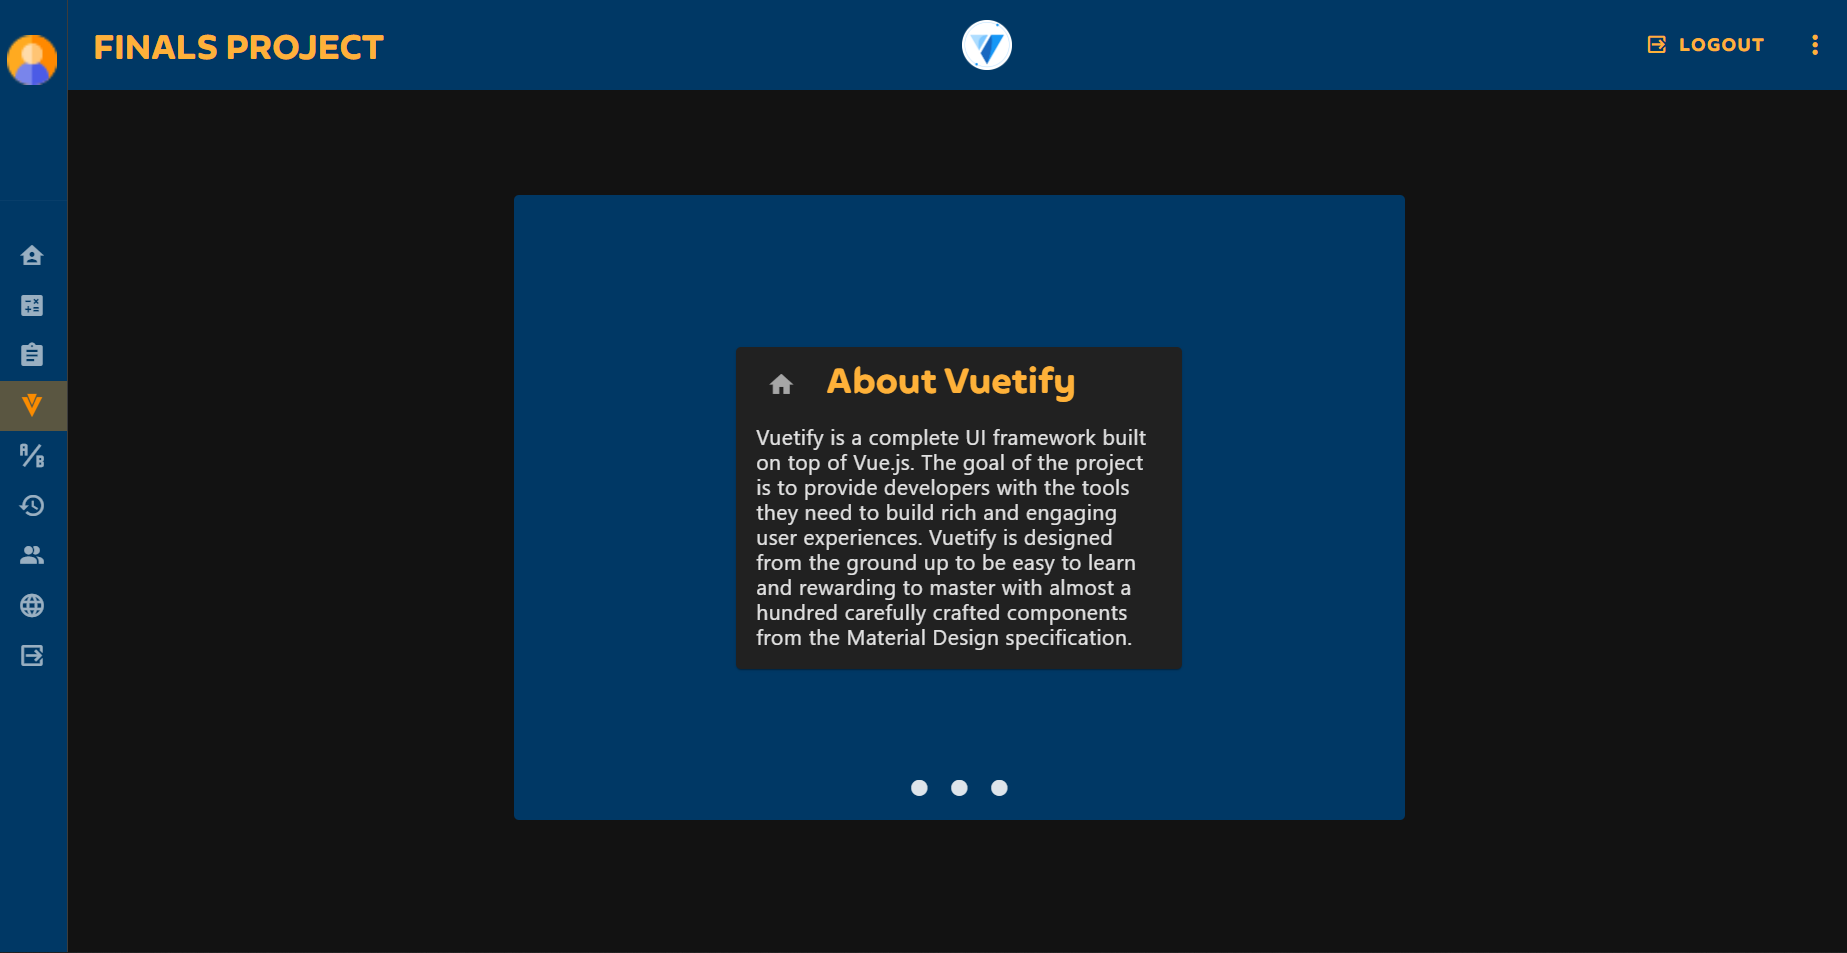 FINALS PROJECT
LOGOUT
About Vuetify
Vuetify is a complete UI framework built
on top of Vue.js. The goal of the project
is to provide developers with the tools
they need to build rich and engaging
user experiences. Vuetify is designed
from the ground up to be easy to learn
and rewarding to master with almost a
hundred carefully crafted components
from the Material Design specification.
A/B